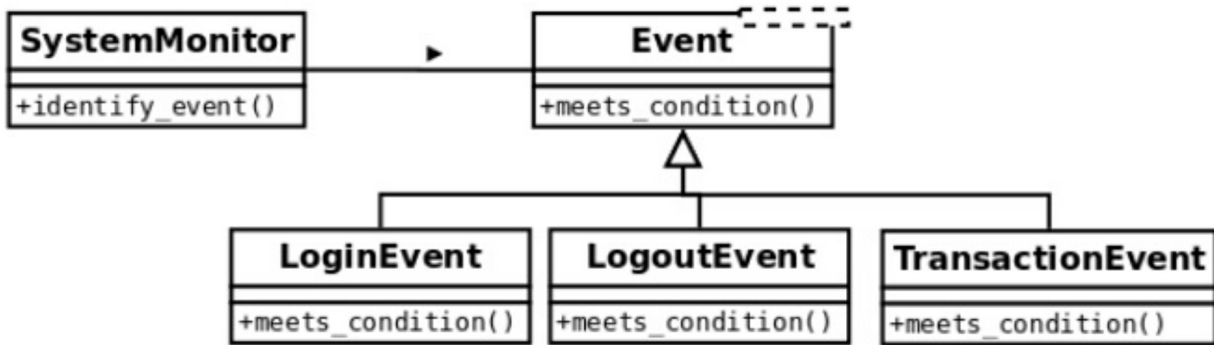 SystemMonitor
+identify_event()
Event
+meets_condition()
LoginEvent
+meets_condition()
LogoutEvent
+meets_condition()
TransactionEvent
+meets_condition()